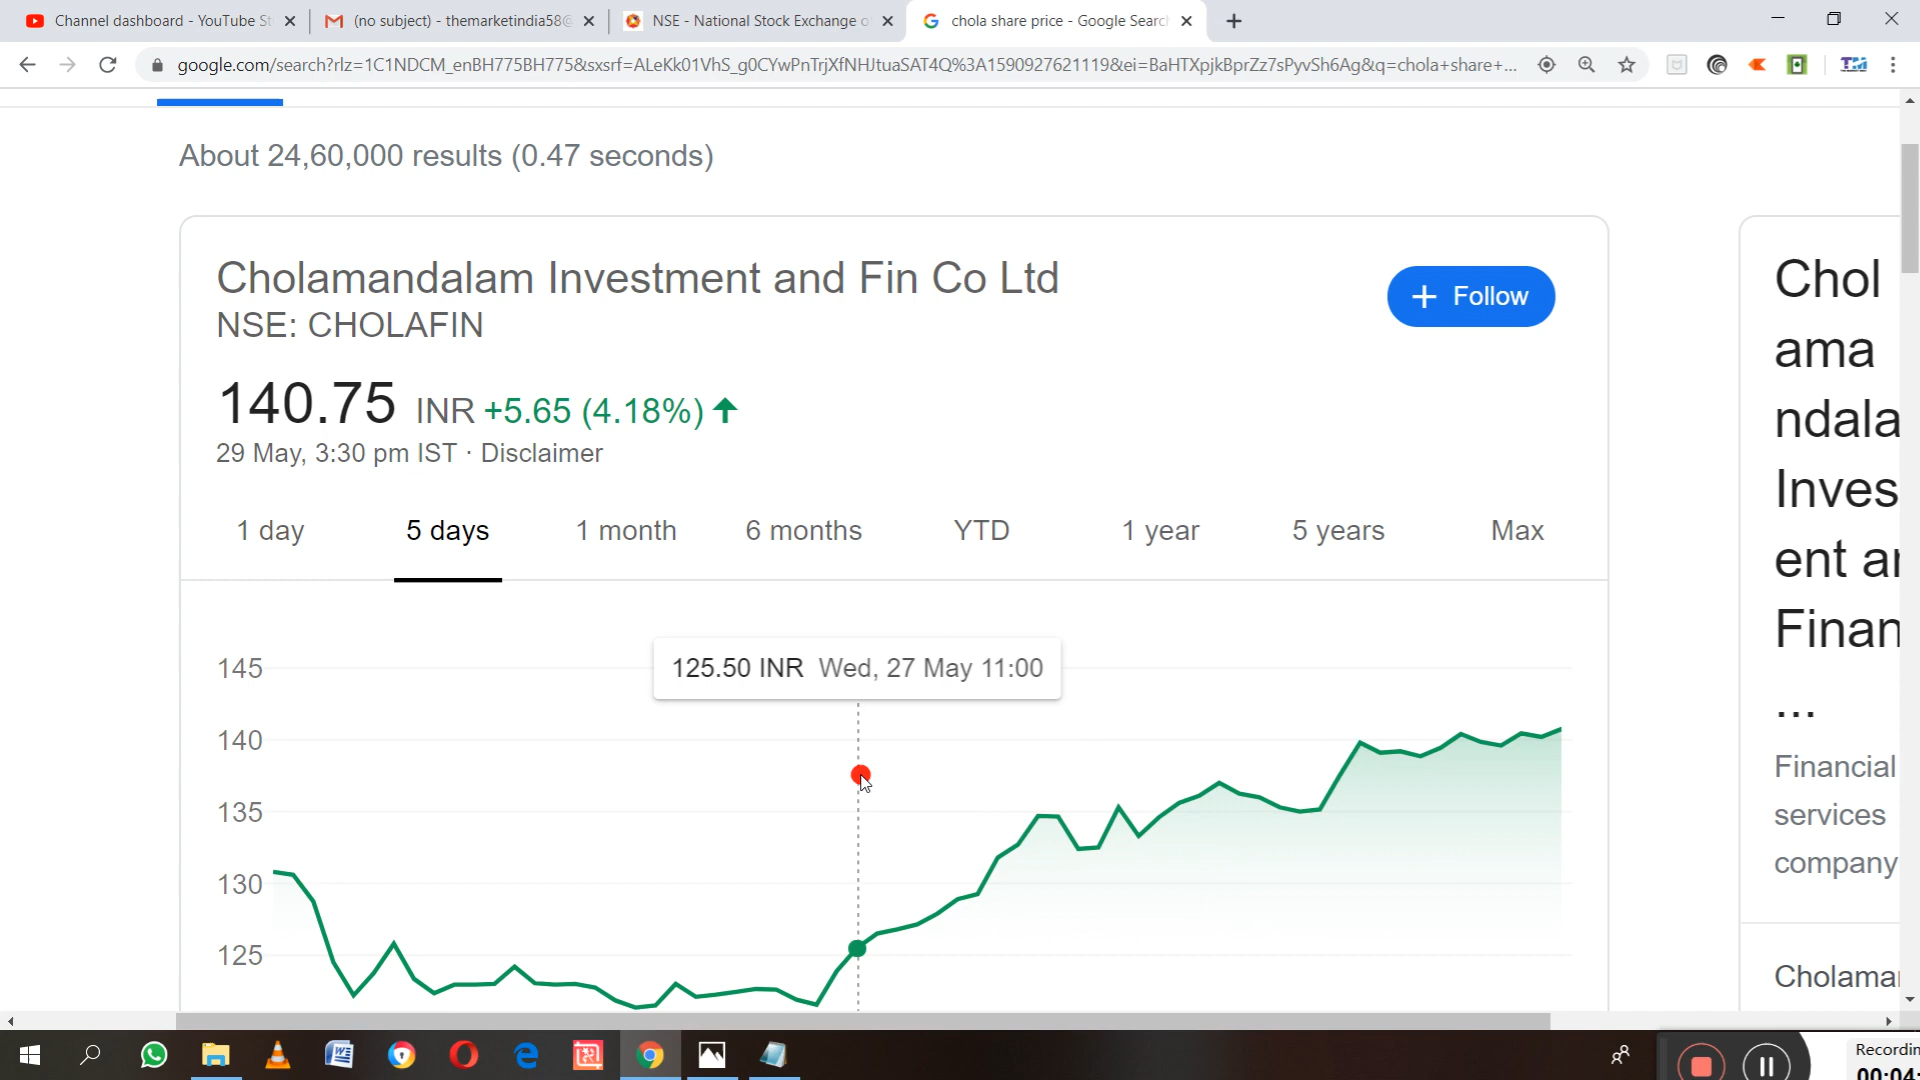 Channel dashboard - YouTube St
(no subject) - themarketindia58@
NSE - National Stock Exchange o
chola share price - Google Search
google.com/search?rlz=1C1NDCM_enBH775BH775&sxsrf=ALeKk01VhS_g0CYwPnTrjXfNHJtuaSAT4Q%3A1590927621119&ei=BaHTXpjkBprZz7sPyvSh6Ag&q=chola+share+...
About 24,60,000 results (0.47 seconds)
Cholamandalam Investment and Fin Co Ltd
NSE: CHOLAFIN
+ Follow
140.75 INR +5.65 (4.18%)
29 May, 3:30 pm IST · Disclaimer
1 day 5 days 1 month 6 months YTD 1 year 5 years Max
125.50 INR Wed, 27 May 11:00
145
140
135
130
125
Chol
ama
ndala
Inves
ent an
Finan
...
Financial
services
company
Cholama
Recordin
00:04: